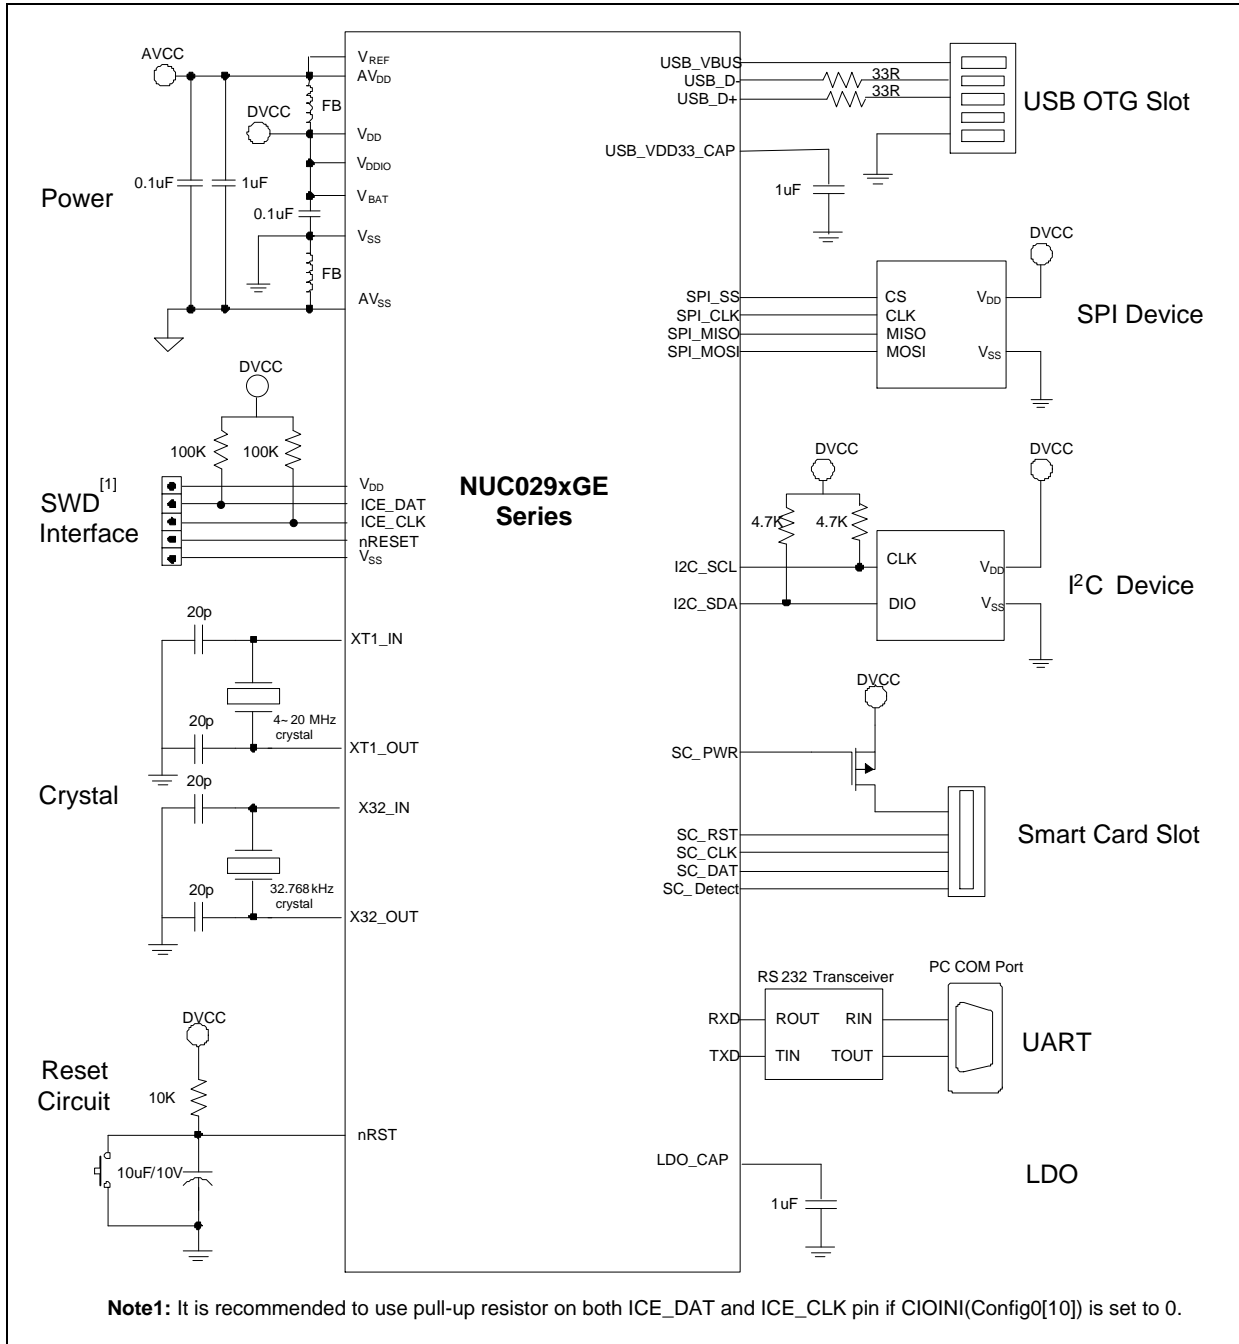 AVCC
VREF
AVDD
FB
DVCC
VDD
VDDIO
0.1uF
1uF
VBAT
Power
0.1uF
VSS
FB
AVSS
DVCC
100K
100K
SWD[1]
Interface
VDD
ICE_DAT
ICE_CLK
nRESET
VSS
20p
XT1_IN
20p
4~20 MHz
crystal
XT1_OUT
Crystal
20p
X32_IN
20p
32.768kHz
crystal
X32_OUT
DVCC
Reset
Circuit
10K
nRST
10uF/10V
NUC029xGE
Series
USB_VBUS
USB_D-
33R
USB_D+
33R
USB OTG Slot
USB_VDD33_CAP
1uF
DVCC
SPI_SS
CS
VDD
SPI_CLK
CLK
SPI Device
SPI_MISO
MISO
SPI_MOSI
MOSI
VSS
DVCC
DVCC
4.7K
4.7K
I2C_SCL
CLK
VDD
I2C Device
I2C_SDA
DIO
VSS
DVCC
SC_PWR
SC_RST
Smart Card Slot
SC_CLK
SC_DAT
SC_Detect
RS232 Transceiver
PC COM Port
RXD
ROUT
RIN
UART
TXD
TIN
TOUT
LDO_CAP
LDO
1uF
Note1: It is recommended to use pull-up resistor on both ICE_DAT and ICE_CLK pin if CIOINI(Config0[10]) is set to 0.